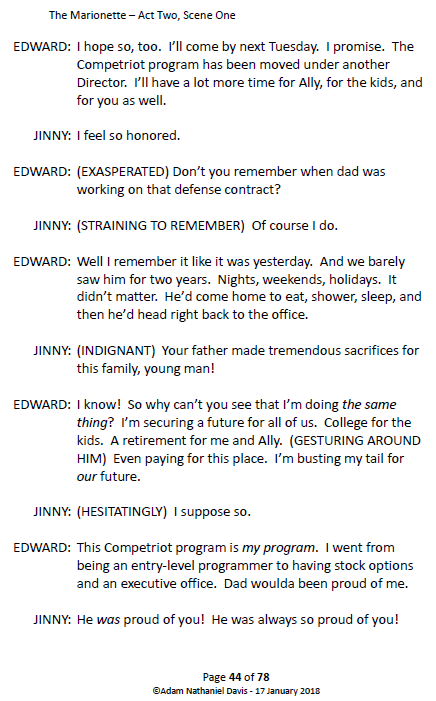 The Marionette – Act Two, Scene One
EDWARD: I hope so, too.  I'll come by next Tuesday.  I promise.  The
Competriot program has been moved under another
Director.  I'll have a lot more time for Ally, for the kids, and
for you as well.
JINNY: I feel so honored.
EDWARD: (EXASPERATED) Don't you remember when dad was
working on that defense contract?
JINNY: (STRAINING TO REMEMBER)  Of course I do.
EDWARD: Well I remember it like it was yesterday.  And we barely
saw him for two years.  Nights, weekends, holidays.  It
didn't matter.  He'd come home to eat, shower, sleep, and
then he'd head right back to the office.
JINNY: (INDIGNANT)  Your father made tremendous sacrifices for
this family, young man!
EDWARD: I know!  So why can't you see that I'm doing the same
thing?  I'm securing a future for all of us.  College for the
kids.  A retirement for me and Ally.  (GESTURING AROUND
HIM)  Even paying for this place.  I'm busting my tail for
our future.
JINNY: (HESITATINGLY)  I suppose so.
EDWARD: This Competriot program is my program.  I went from
being an entry-level programmer to having stock options
and an executive office.  Dad woulda been proud of me.
JINNY: He was proud of you!  He was always so proud of you!
Page 44 of 78
©Adam Nathaniel Davis - 17 January 2018